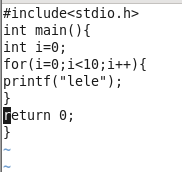 #include<stdio.h>
int main(){
int i=0;
for(i=0;i<10;i++){
printf("lele");
}
return 0;
}
~
~